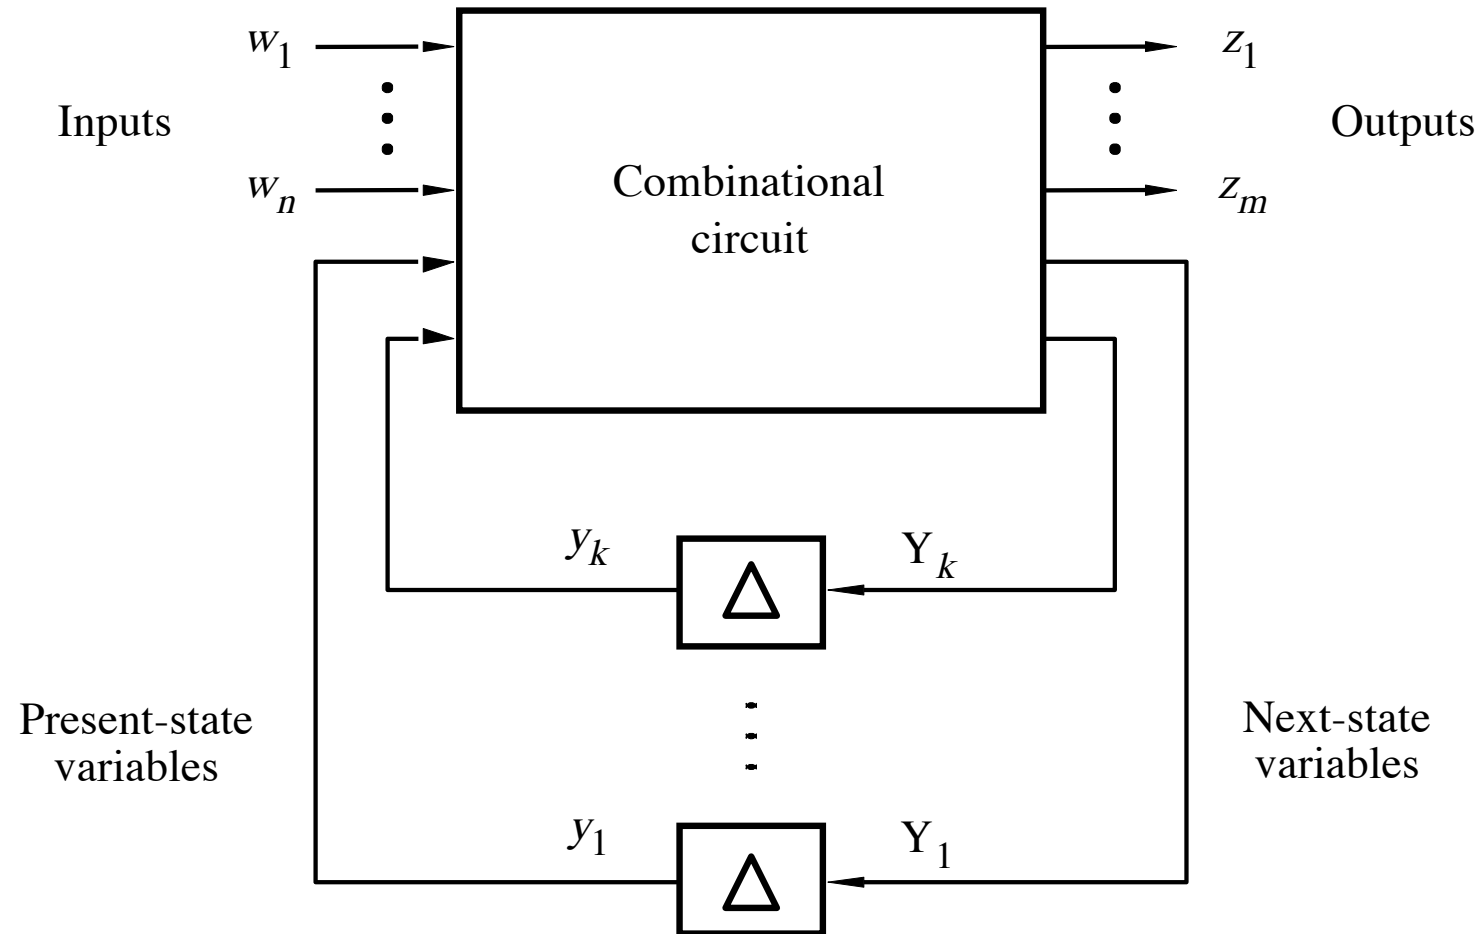 w1
z1
Inputs
Outputs
wn
zm
Combinational
circuit
yk
Δ
Yk
Present-state
variables
Next-state
variables
y1
Δ
Y1